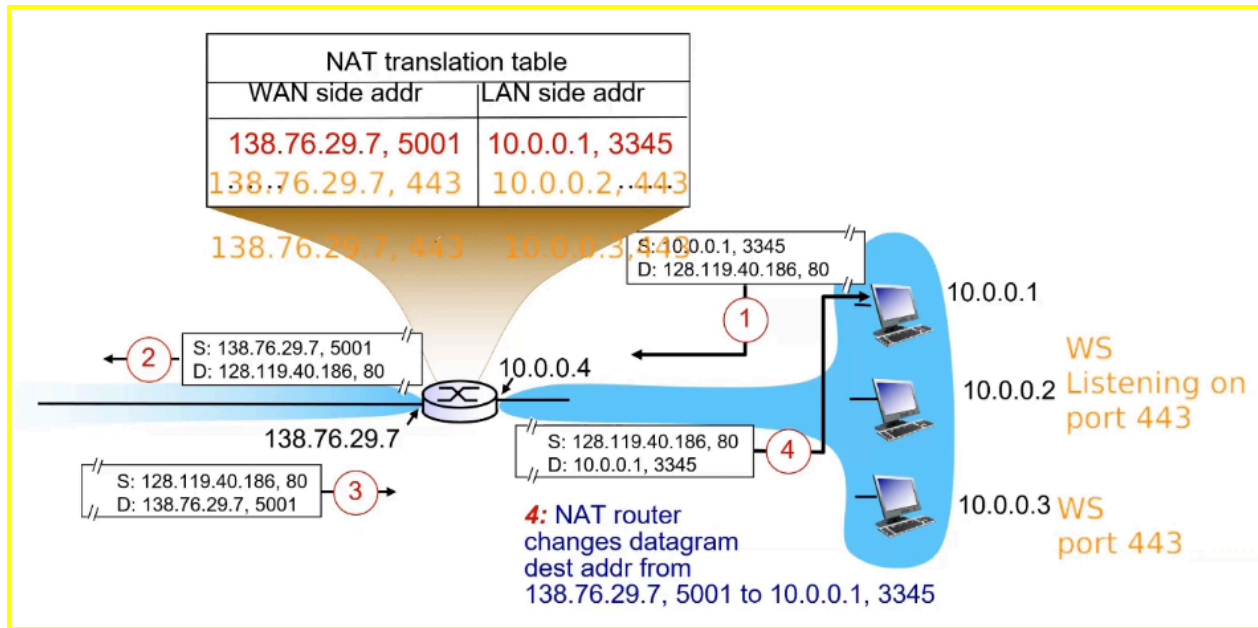 NAT translation table
WAN side addr LAN side addr
138.76.29.7, 5001 10.0.0.1, 3345
138.76.29.7, 443 10.0.0.2, 443
...... ......
138.76.29.7, 443 10.0.0.3,443
S: 10.0.0.1, 3345
D: 128.119.40.186, 80
1
10.0.0.1
2
S: 138.76.29.7, 5001
D: 128.119.40.186, 80
10.0.0.4
WS
Listening on
port 443
10.0.0.2
138.76.29.7
S: 128.119.40.186, 80
D: 10.0.0.1, 3345
4
S: 128.119.40.186, 80
D: 138.76.29.7, 5001
3
10.0.0.3
WS
port 443
4: NAT router
changes datagram
dest addr from
138.76.29.7, 5001 to 10.0.0.1, 3345